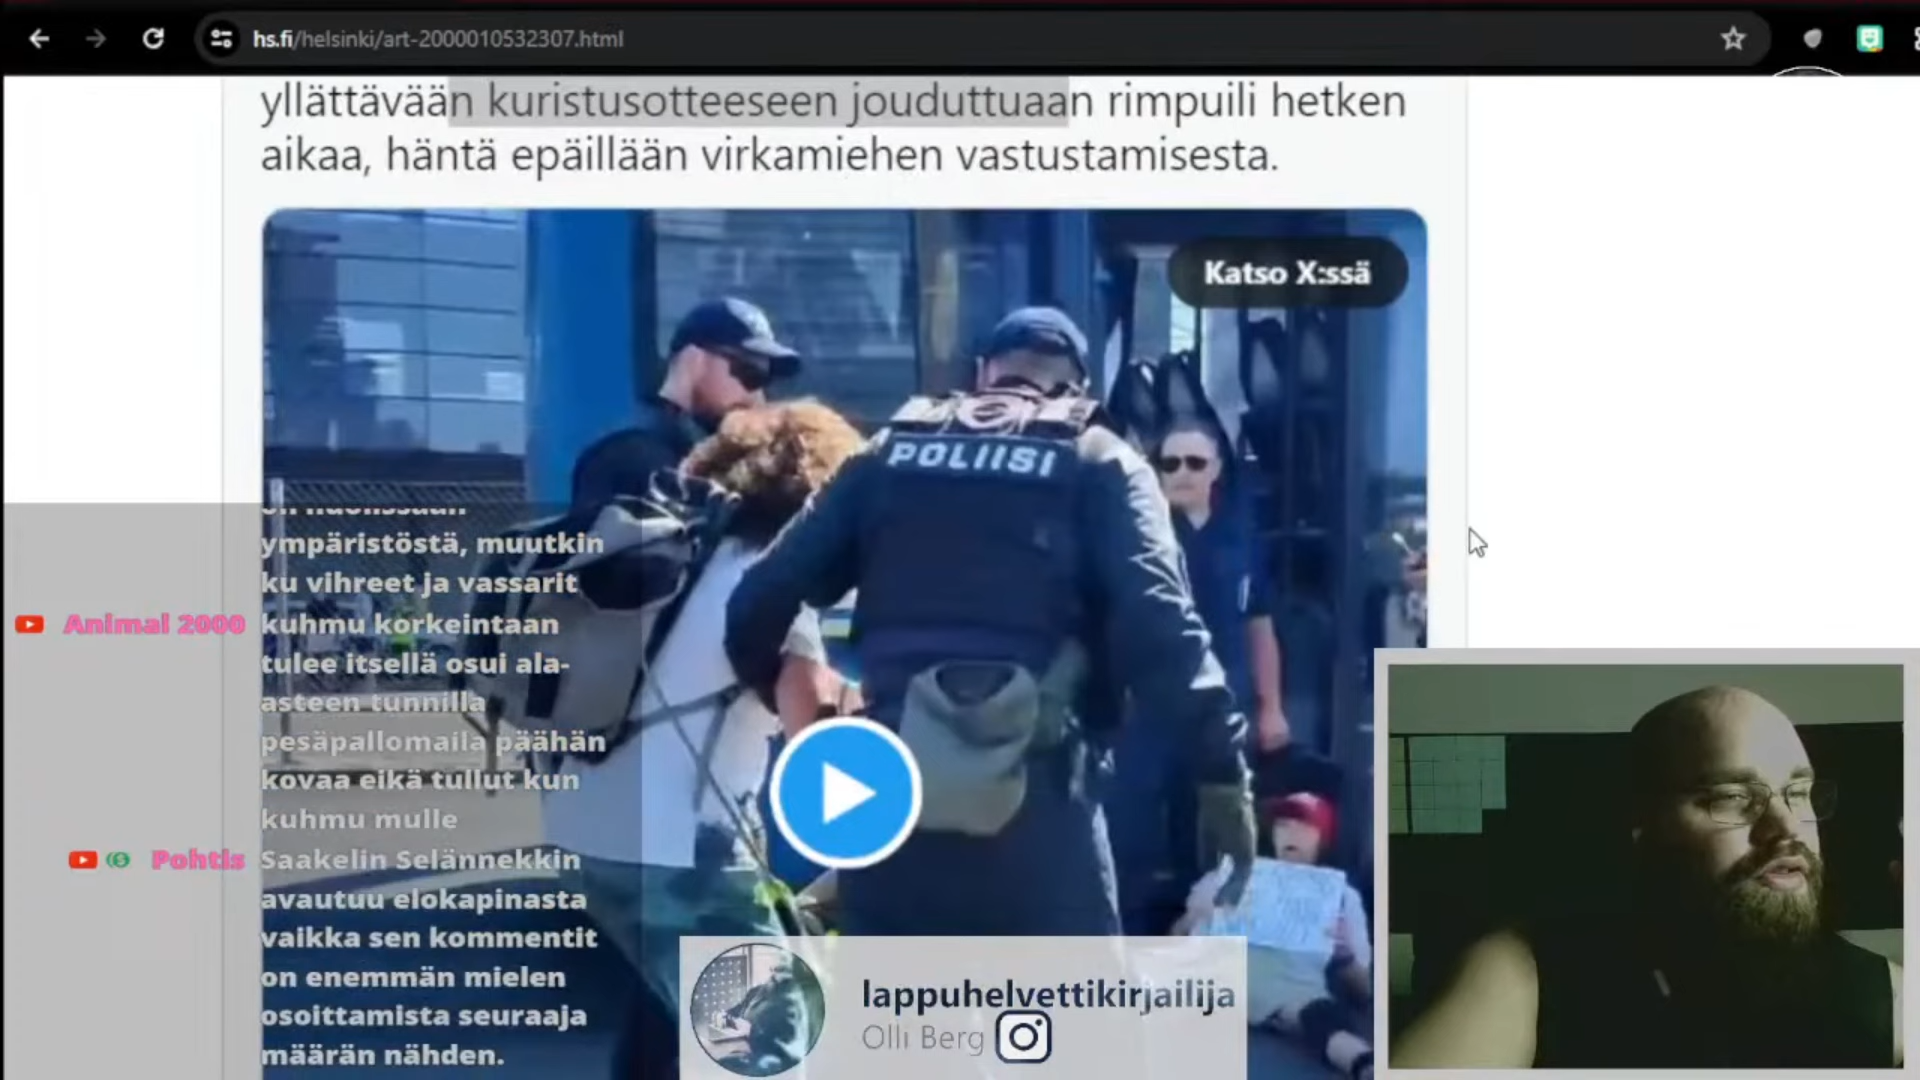 hs.fi/helsinki/art-2000010532307.html
yllättävään kuristusotteeseen jouduttuaan rimpuili hetken
aikaa, häntä epäillään virkamiehen vastustamisesta.
Katso X:ssä
POLIISI
on huolissaan
ympäristöstä, muutkin
ku vihreet ja vassarit
Animal 2000 kuhmu korkeintaan
tulee itsellä osui ala-
asteen tunnilla
pesäpallomaila päähän
kovaa eikä tullut kun
kuhmu mulle
Pohtis Saakelin Selännekkin
avautuu elokapinasta
vaikka sen kommentit
on enemmän mielen
osoittamista seuraaja
määrän nähden.
lappuhelvettikirjailija
Olli Berg